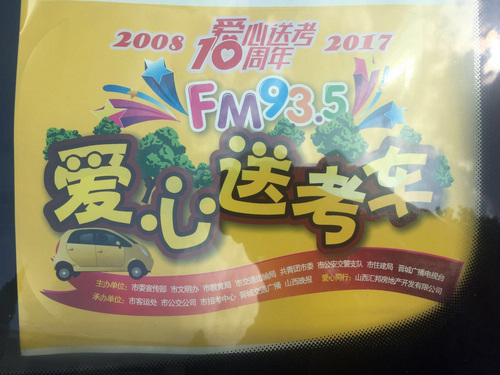 2008 爱心送考 2017
10周年
FM93.5
爱心送考车
主办单位：市委宣传部 市文明办 市教育局 市交通运输局 共青团市委 市公安交警支队 市住建局 晋城广播电视台
承办单位：市客运处 市公交公司 市招考中心 晋城交通广播 山西晚报 爱心同行：山西汇邦房地产开发有限公司